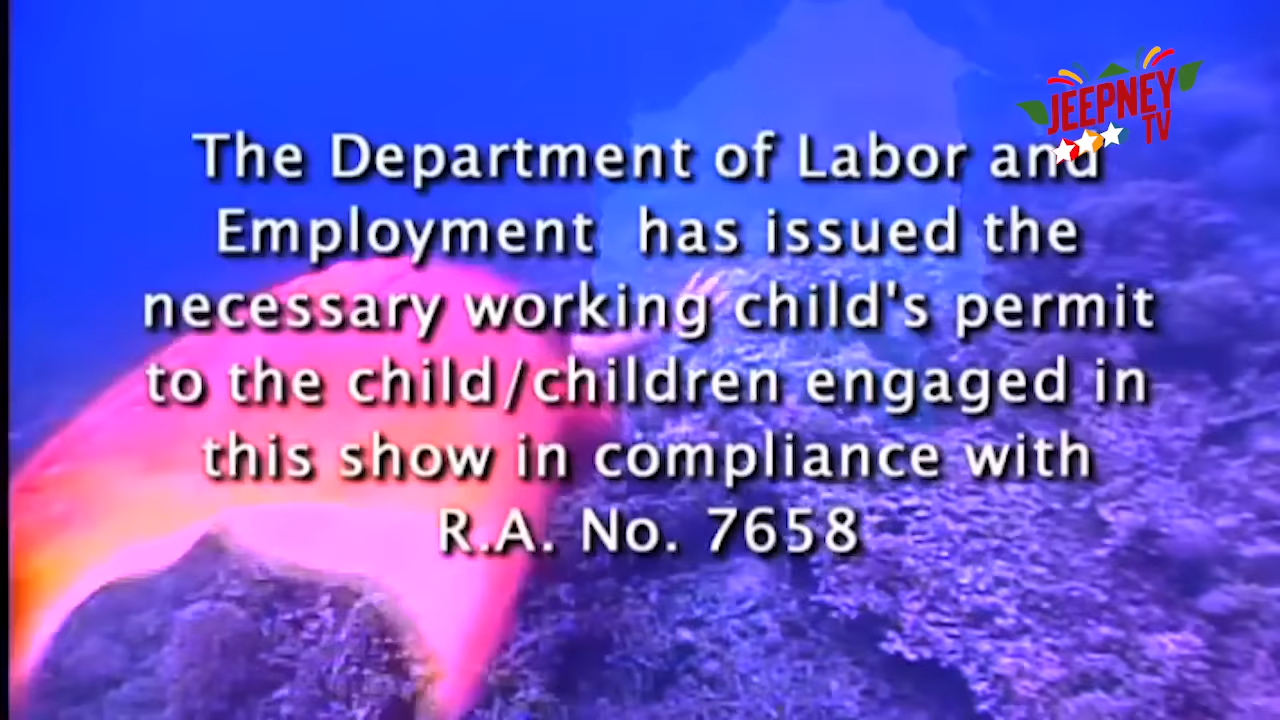 JEEPNEY
TV
The Department of Labor and
Employment has issued the
necessary working child's permit
to the child/children engaged in
this show in compliance with
R.A. No. 7658